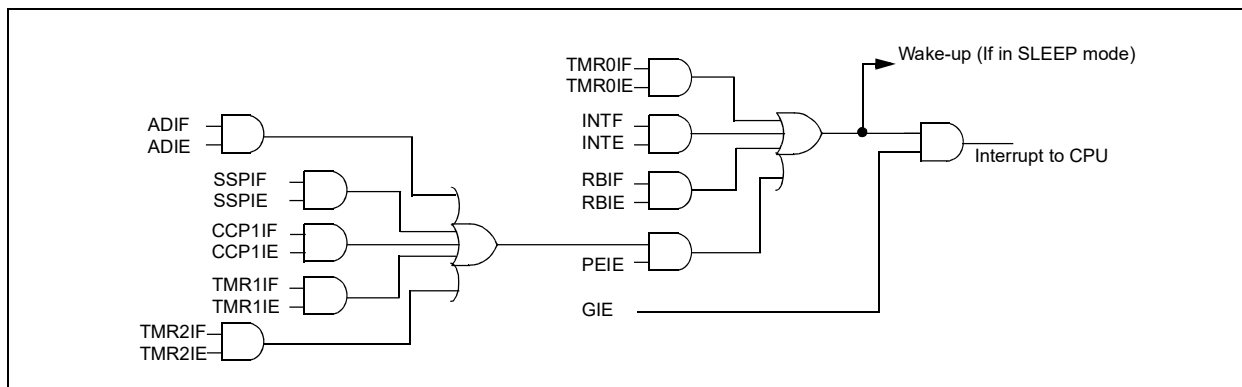 ADIF
ADIE
SSPIF
SSPIE
CCP1IF
CCP1IE
TMR1IF
TMR1IE
TMR2IF
TMR2IE
TMR0IF
TMR0IE
INTF
INTE
RBIF
RBIE
PEIE
GIE
Wake-up (If in SLEEP mode)
Interrupt to CPU